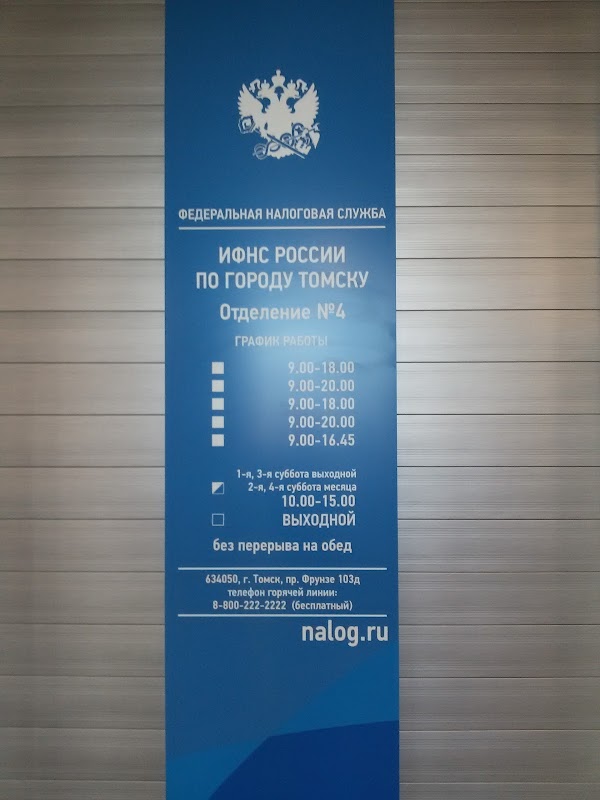 ФЕДЕРАЛЬНАЯ НАЛОГОВАЯ СЛУЖБА
ИФНС РОССИИ
ПО ГОРОДУ ТОМСКУ
Отделение №4
ГРАФИК РАБОТЫ
9.00-18.00
9.00-20.00
9.00-18.00
9.00-20.00
9.00-16.45
1-я, 3-я суббота выходной
2-я, 4-я суббота месяца
10.00-15.00
ВЫХОДНОЙ
без перерыва на обед
634050, г. Томск, пр. Фрунзе 103д
телефон горячей линии:
8-800-222-2222 (бесплатный)
nalog.ru